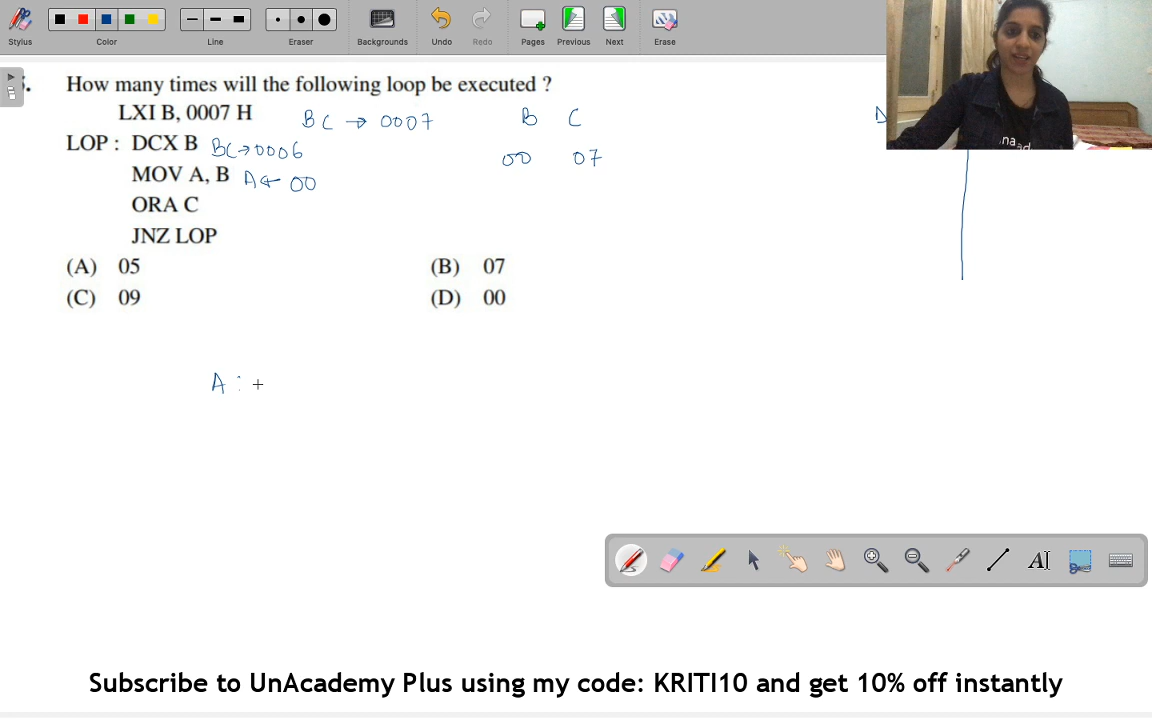 Stylus Color Line Eraser Backgrounds Undo Redo Pages Previous Next Erase
How many times will the following loop be executed ?
LXI B, 0007 H BC → 0007 B C
LOP : DCX B BC→0006 00 07
MOV A, B A← 00
ORA C
JNZ LOP
(A) 05 (B) 07
(C) 09 (D) 00
A :
Subscribe to UnAcademy Plus using my code: KRITI10 and get 10% off instantly